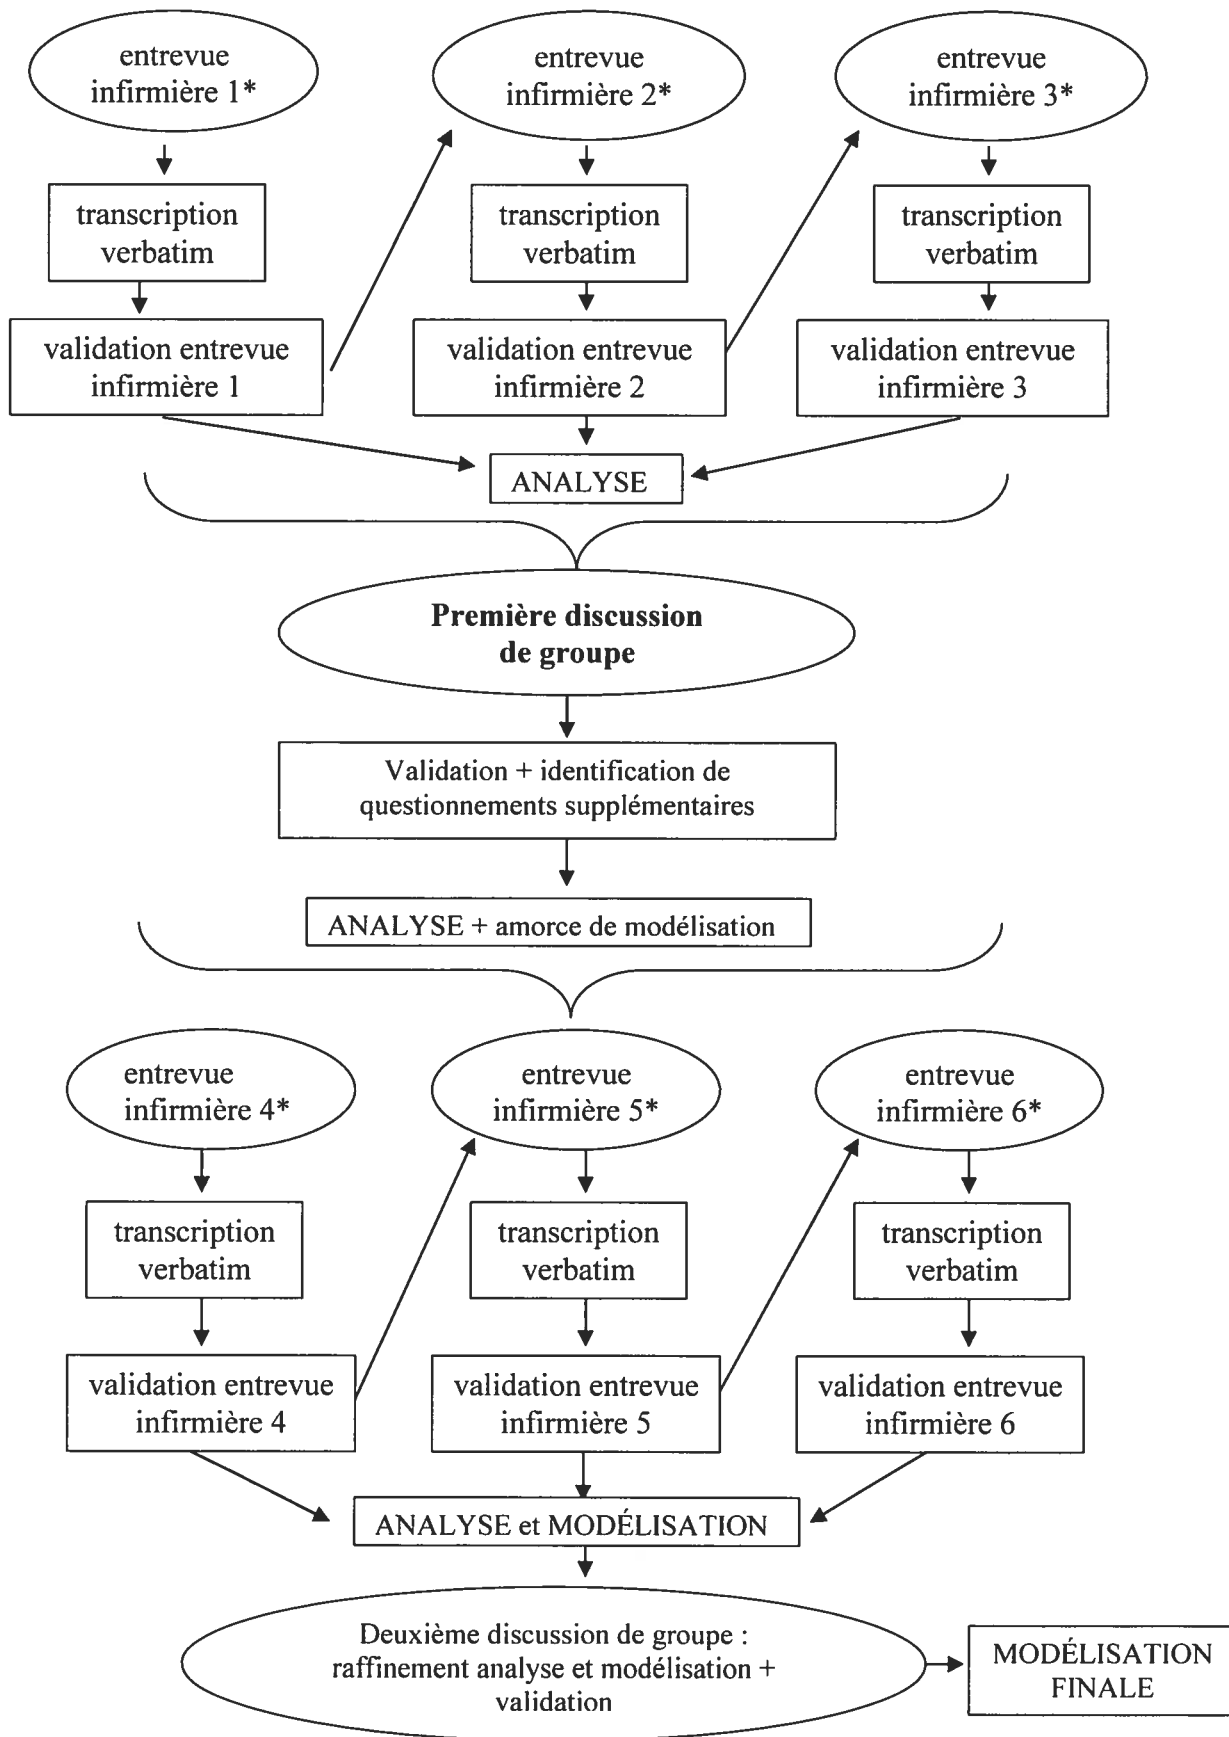 entrevue
infirmière 1*
entrevue
infirmière 2*
entrevue
infirmière 3*
transcription
verbatim
transcription
verbatim
transcription
verbatim
validation entrevue
infirmière 1
validation entrevue
infirmière 2
validation entrevue
infirmière 3
ANALYSE
Première discussion
de groupe
Validation + identification de
questionnements supplémentaires
ANALYSE + amorce de modélisation
entrevue
infirmière 4*
entrevue
infirmière 5*
entrevue
infirmière 6*
transcription
verbatim
transcription
verbatim
transcription
verbatim
validation entrevue
infirmière 4
validation entrevue
infirmière 5
validation entrevue
infirmière 6
ANALYSE et MODÉLISATION
Deuxième discussion de groupe :
raffinement analyse et modélisation +
validation
MODÉLISATION
FINALE